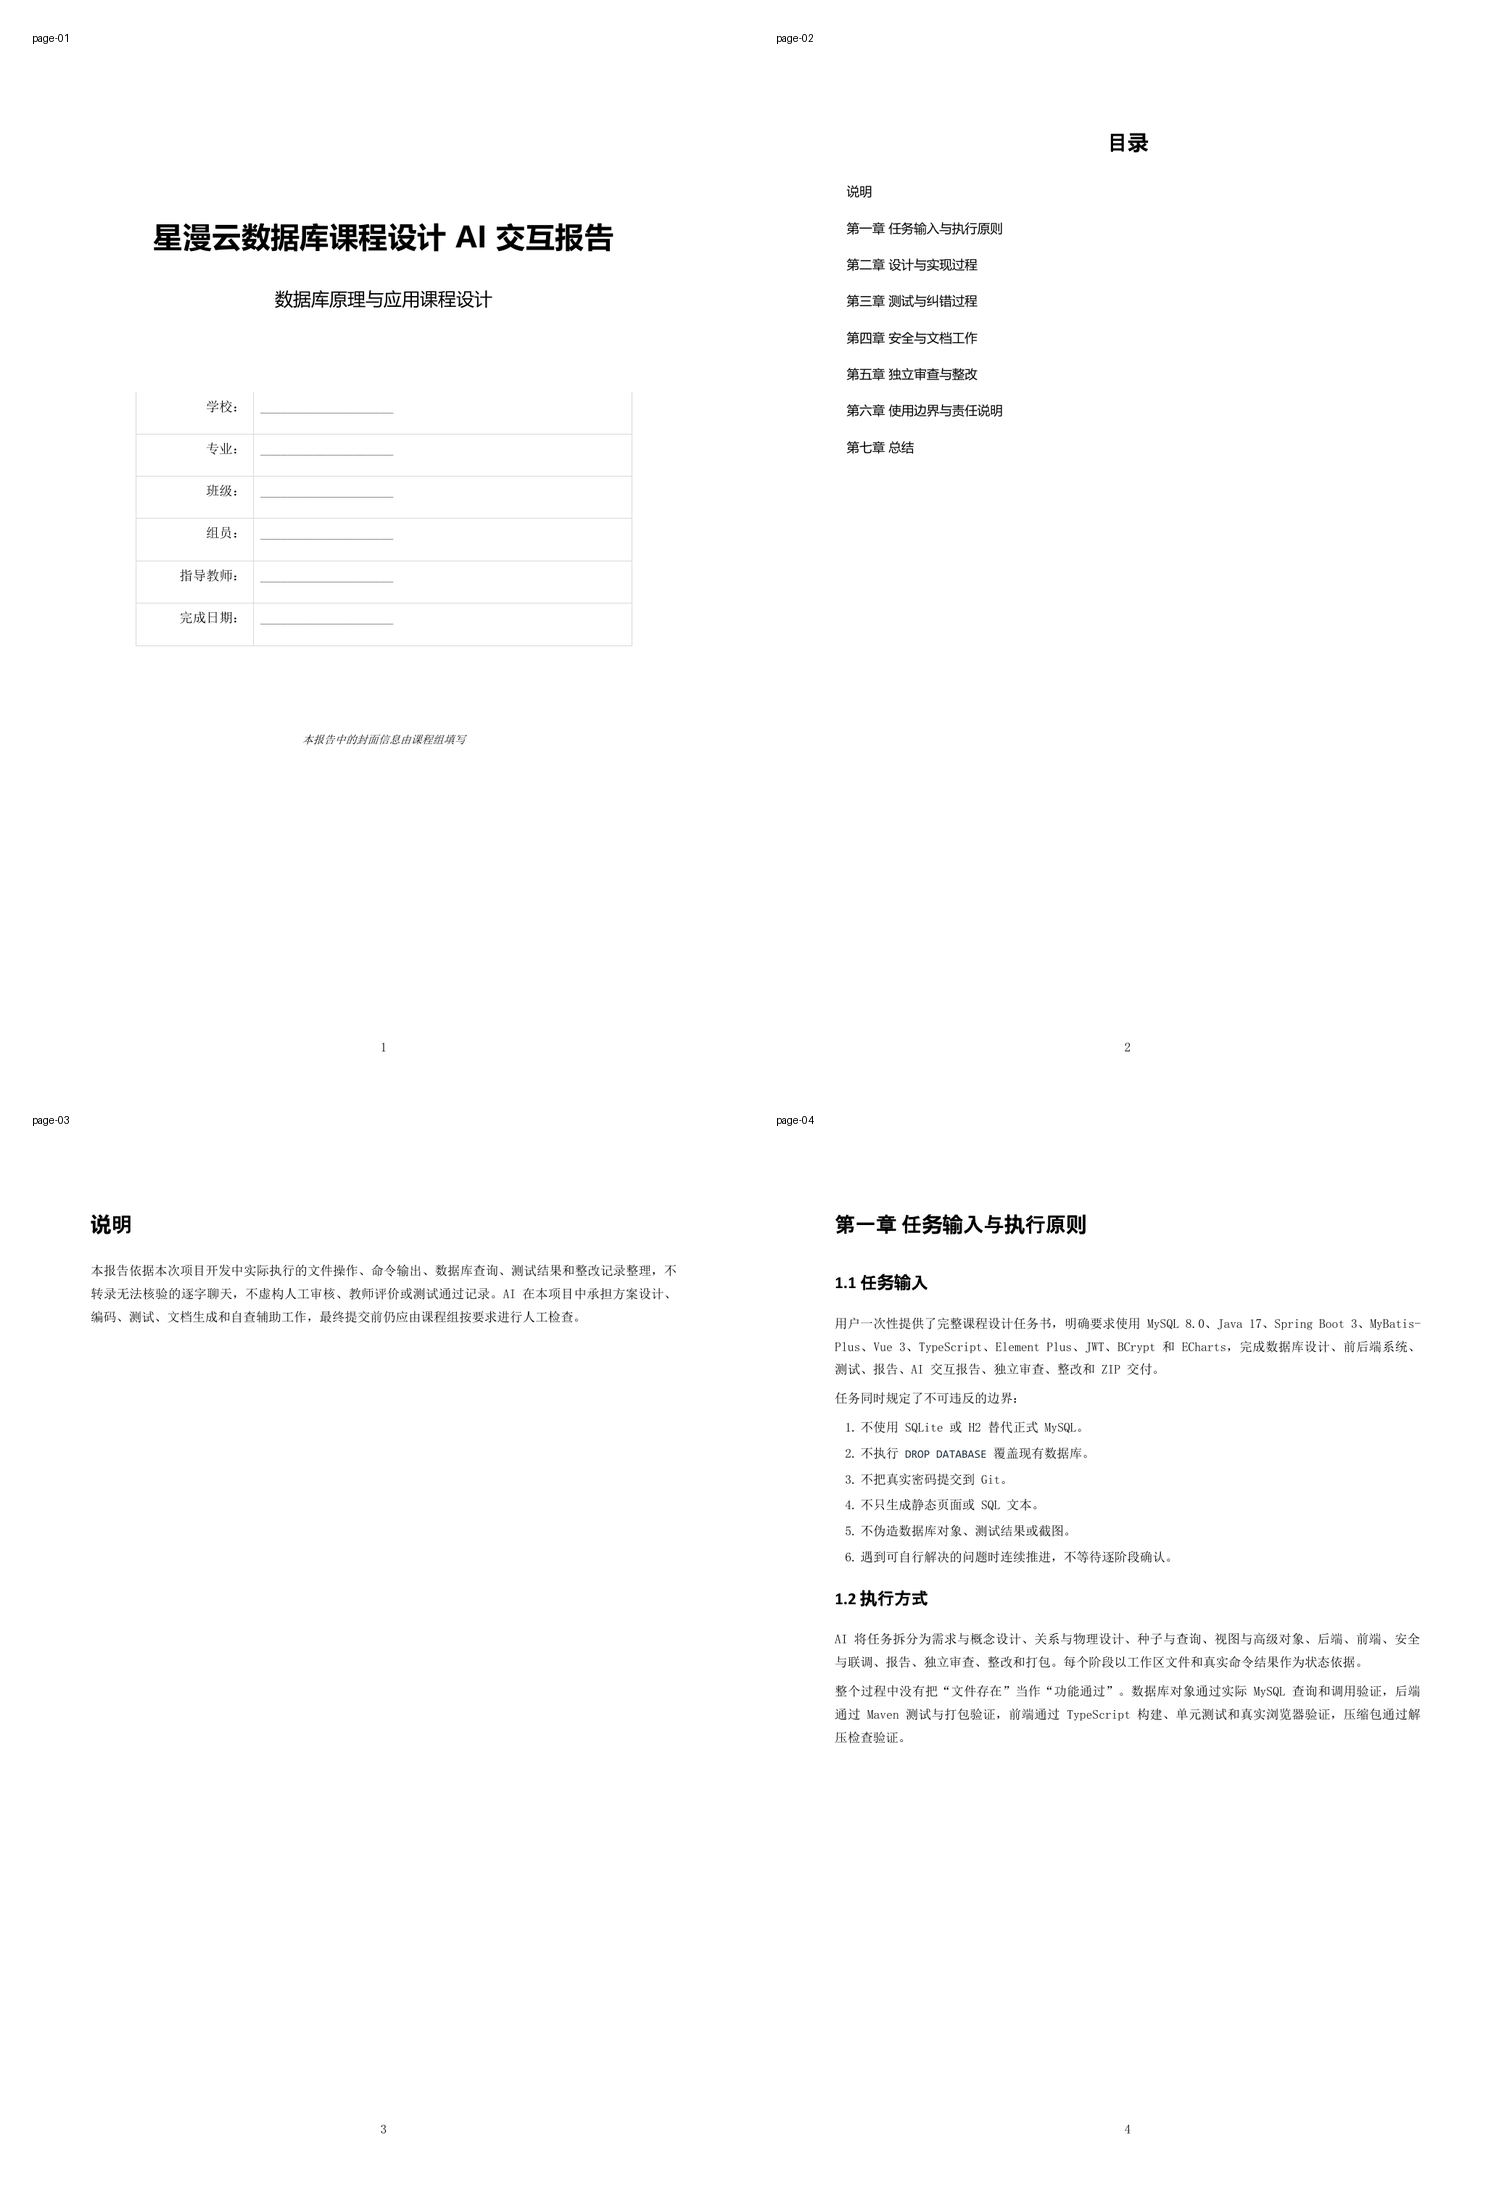 page-01
星漫云数据库课程设计 AI 交互报告
数据库原理与应用课程设计
学校：
专业：
班级：
组员：
指导教师：
完成日期：
本报告中的封面信息由课程组填写
1
page-02
目录
说明
第一章 任务输入与执行原则
第二章 设计与实现过程
第三章 测试与纠错过程
第四章 安全与文档工作
第五章 独立审查与整改
第六章 使用边界与责任说明
第七章 总结
2
page-03
说明
本报告依据本次项目开发中实际执行的文件操作、命令输出、数据库查询、测试结果和整改记录整理，不
转录无法核验的逐字聊天，不虚构人工审核、教师评价或测试通过记录。AI 在本项目中承担方案设计、
编码、测试、文档生成和自查辅助工作，最终提交前仍应由课程组按要求进行人工检查。
3
page-04
第一章 任务输入与执行原则
1.1 任务输入
用户一次性提供了完整课程设计任务书，明确要求使用 MySQL 8.0、Java 17、Spring Boot 3、MyBatis-
Plus、Vue 3、TypeScript、Element Plus、JWT、BCrypt 和 ECharts，完成数据库设计、前后端系统、
测试、报告、AI 交互报告、独立审查、整改和 ZIP 交付。
任务同时规定了不可违反的边界：
1. 不使用 SQLite 或 H2 替代正式 MySQL。
2. 不执行 DROP DATABASE 覆盖现有数据库。
3. 不把真实密码提交到 Git。
4. 不只生成静态页面或 SQL 文本。
5. 不伪造数据库对象、测试结果或截图。
6. 遇到可自行解决的问题时连续推进，不等待逐阶段确认。
1.2 执行方式
AI 将任务拆分为需求与概念设计、关系与物理设计、种子与查询、视图与高级对象、后端、前端、安全
与联调、报告、独立审查、整改和打包。每个阶段以工作区文件和真实命令结果作为状态依据。
整个过程中没有把“文件存在”当作“功能通过”。数据库对象通过实际 MySQL 查询和调用验证，后端
通过 Maven 测试与打包验证，前端通过 TypeScript 构建、单元测试和真实浏览器验证，压缩包通过解
压检查验证。
4